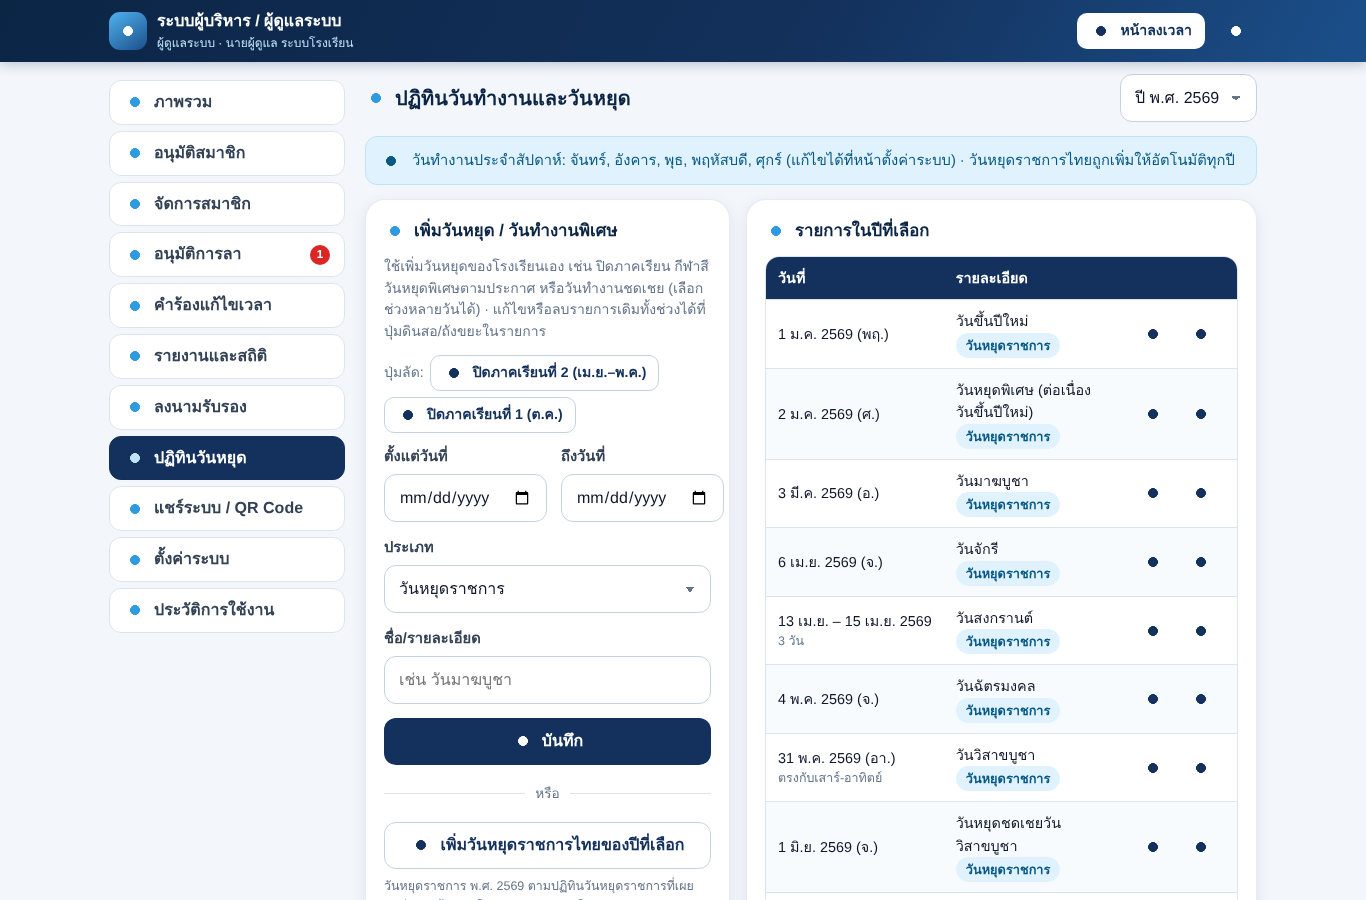 ระบบผู้บริหาร / ผู้ดูแลระบบ
ผู้ดูแลระบบ · นายผู้ดูแล ระบบโรงเรียน
หน้าลงเวลา
ภาพรวม
อนุมัติสมาชิก
จัดการสมาชิก
อนุมัติการลา
1
คำร้องแก้ไขเวลา
รายงานและสถิติ
ลงนามรับรอง
ปฏิทินวันหยุด
แชร์ระบบ / QR Code
ตั้งค่าระบบ
ประวัติการใช้งาน
ปฏิทินวันทำงานและวันหยุด
ปี พ.ศ. 2569
วันทำงานประจำสัปดาห์: จันทร์, อังคาร, พุธ, พฤหัสบดี, ศุกร์ (แก้ไขได้ที่หน้าตั้งค่าระบบ) · วันหยุดราชการไทยถูกเพิ่มให้อัตโนมัติทุกปี
เพิ่มวันหยุด / วันทำงานพิเศษ
ใช้เพิ่มวันหยุดของโรงเรียนเอง เช่น ปิดภาคเรียน กีฬาสี
วันหยุดพิเศษตามประกาศ หรือวันทำงานชดเชย (เลือก
ช่วงหลายวันได้) · แก้ไขหรือลบรายการเดิมทั้งช่วงได้ที่
ปุ่มดินสอ/ถังขยะในรายการ
ปุ่มลัด:
ปิดภาคเรียนที่ 2 (เม.ย.–พ.ค.)
ปิดภาคเรียนที่ 1 (ต.ค.)
ตั้งแต่วันที่
ถึงวันที่
mm/dd/yyyy
mm/dd/yyyy
ประเภท
วันหยุดราชการ
ชื่อ/รายละเอียด
เช่น วันมาฆบูชา
บันทึก
หรือ
เพิ่มวันหยุดราชการไทยของปีที่เลือก
วันหยุดราชการ พ.ศ. 2569 ตามปฏิทินวันหยุดราชการที่เผย
รายการในปีที่เลือก
วันที่
รายละเอียด
1 ม.ค. 2569 (พฤ.)
วันขึ้นปีใหม่
วันหยุดราชการ
2 ม.ค. 2569 (ศ.)
วันหยุดพิเศษ (ต่อเนื่อง
วันขึ้นปีใหม่)
วันหยุดราชการ
3 มี.ค. 2569 (อ.)
วันมาฆบูชา
วันหยุดราชการ
6 เม.ย. 2569 (จ.)
วันจักรี
วันหยุดราชการ
13 เม.ย. – 15 เม.ย. 2569
3 วัน
วันสงกรานต์
วันหยุดราชการ
4 พ.ค. 2569 (จ.)
วันฉัตรมงคล
วันหยุดราชการ
31 พ.ค. 2569 (อา.)
ตรงกับเสาร์-อาทิตย์
วันวิสาขบูชา
วันหยุดราชการ
1 มิ.ย. 2569 (จ.)
วันหยุดชดเชยวัน
วิสาขบูชา
วันหยุดราชการ